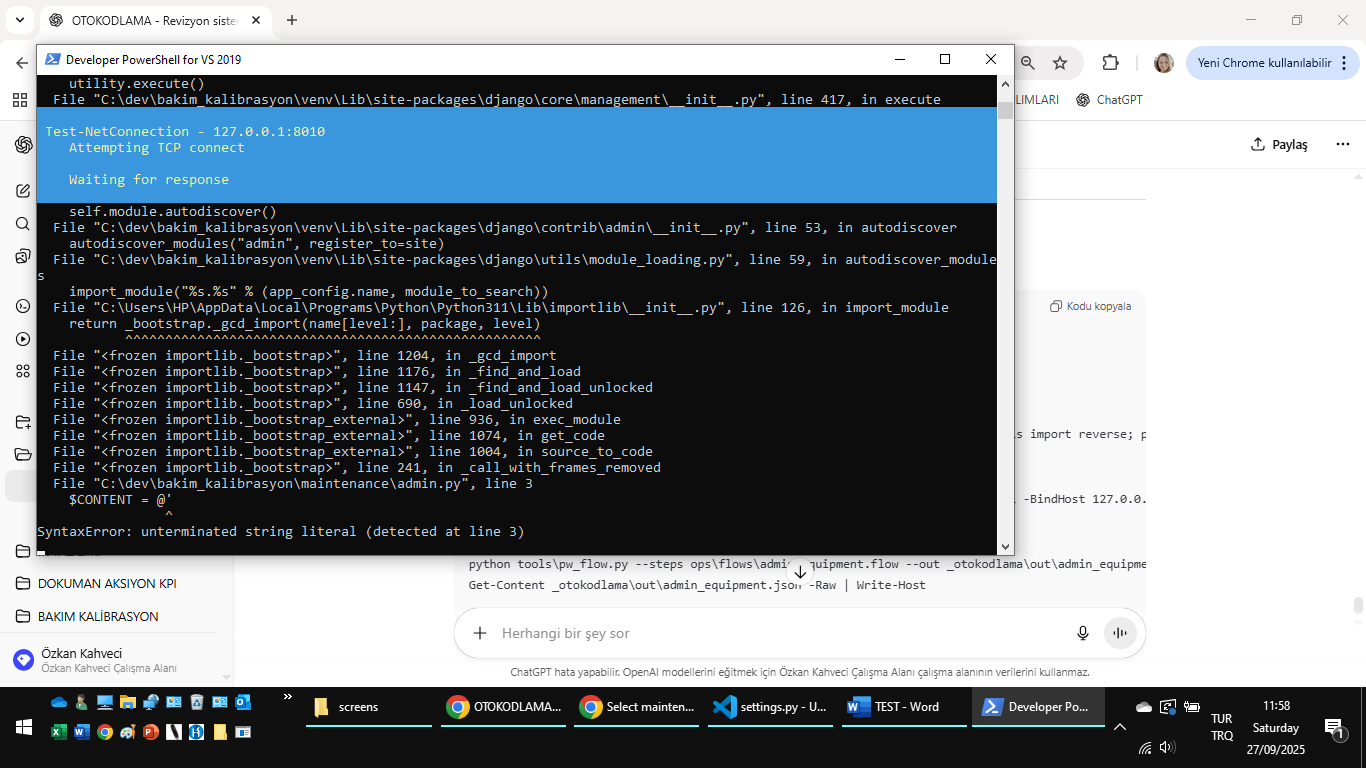 OTOKODLAMA - Revizyon siste
Developer PowerShell for VS 2019
Yeni Chrome kullanılabilir
LIMLARI
ChatGPT
Paylaş
utility.execute()
File "C:\dev\bakim_kalibrasyon\venv\Lib\site-packages\django\core\management\__init__.py", line 417, in execute
Test-NetConnection - 127.0.0.1:8010
Attempting TCP connect
Waiting for response
self.module.autodiscover()
File "C:\dev\bakim_kalibrasyon\venv\Lib\site-packages\django\contrib\admin\__init__.py", line 53, in autodiscover
autodiscover_modules("admin", register_to=site)
File "C:\dev\bakim_kalibrasyon\venv\Lib\site-packages\django\utils\module_loading.py", line 59, in autodiscover_module
s
import_module("%s.%s" % (app_config.name, module_to_search))
File "C:\Users\HP\AppData\Local\Programs\Python\Python311\Lib\importlib\__init__.py", line 126, in import_module
return _bootstrap._gcd_import(name[level:], package, level)
^^^^^^^^^^^^^^^^^^^^^^^^^^^^^^^^^^^^^^^^^^^^^^^^^^^^
File "<frozen importlib._bootstrap>", line 1204, in _gcd_import
File "<frozen importlib._bootstrap>", line 1176, in _find_and_load
File "<frozen importlib._bootstrap>", line 1147, in _find_and_load_unlocked
File "<frozen importlib._bootstrap>", line 690, in _load_unlocked
File "<frozen importlib._bootstrap_external>", line 936, in exec_module
File "<frozen importlib._bootstrap_external>", line 1074, in get_code
File "<frozen importlib._bootstrap_external>", line 1004, in source_to_code
File "<frozen importlib._bootstrap>", line 241, in _call_with_frames_removed
File "C:\dev\bakim_kalibrasyon\maintenance\admin.py", line 3
$CONTENT = @'
^
SyntaxError: unterminated string literal (detected at line 3)
Kodu kopyala
s import reverse; p
-BindHost 127.0.0.
python tools\pw_flow.py --steps ops\flows\admin_equipment.flow --out _otokodlama\out\admin_equipme
Get-Content _otokodlama\out\admin_equipment.json -Raw | Write-Host
DOKUMAN AKSIYON KPI
BAKIM KALİBRASYON
Özkan Kahveci
Özkan Kahveci Çalışma Alanı
Herhangi bir şey sor
ChatGPT hata yapabilir. OpenAI modellerini eğitmek için Özkan Kahveci Çalışma Alanı çalışma alanının verilerini kullanmaz.
screens
OTOKODLAMA...
Select mainten...
settings.py - U...
TEST - Word
Developer Po...
TUR
TRQ
11:58
Saturday
27/09/2025
1